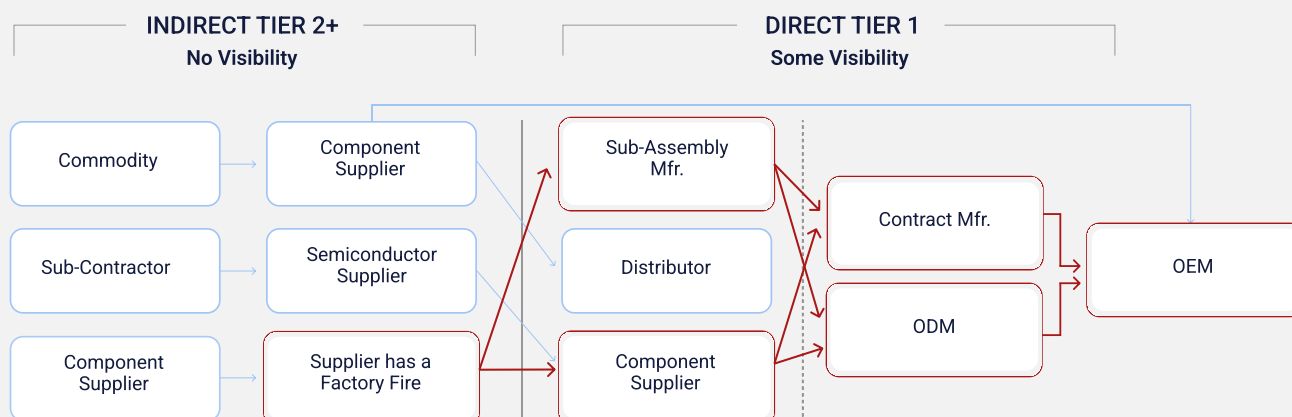 INDIRECT TIER 2+
No Visibility
DIRECT TIER 1
Some Visibility
Commodity
Component
Supplier
Sub-Assembly
Mfr.
Contract Mfr.
Sub-Contractor
Semiconductor
Supplier
Distributor
OEM
ODM
Component
Supplier
Supplier has a
Factory Fire
Component
Supplier